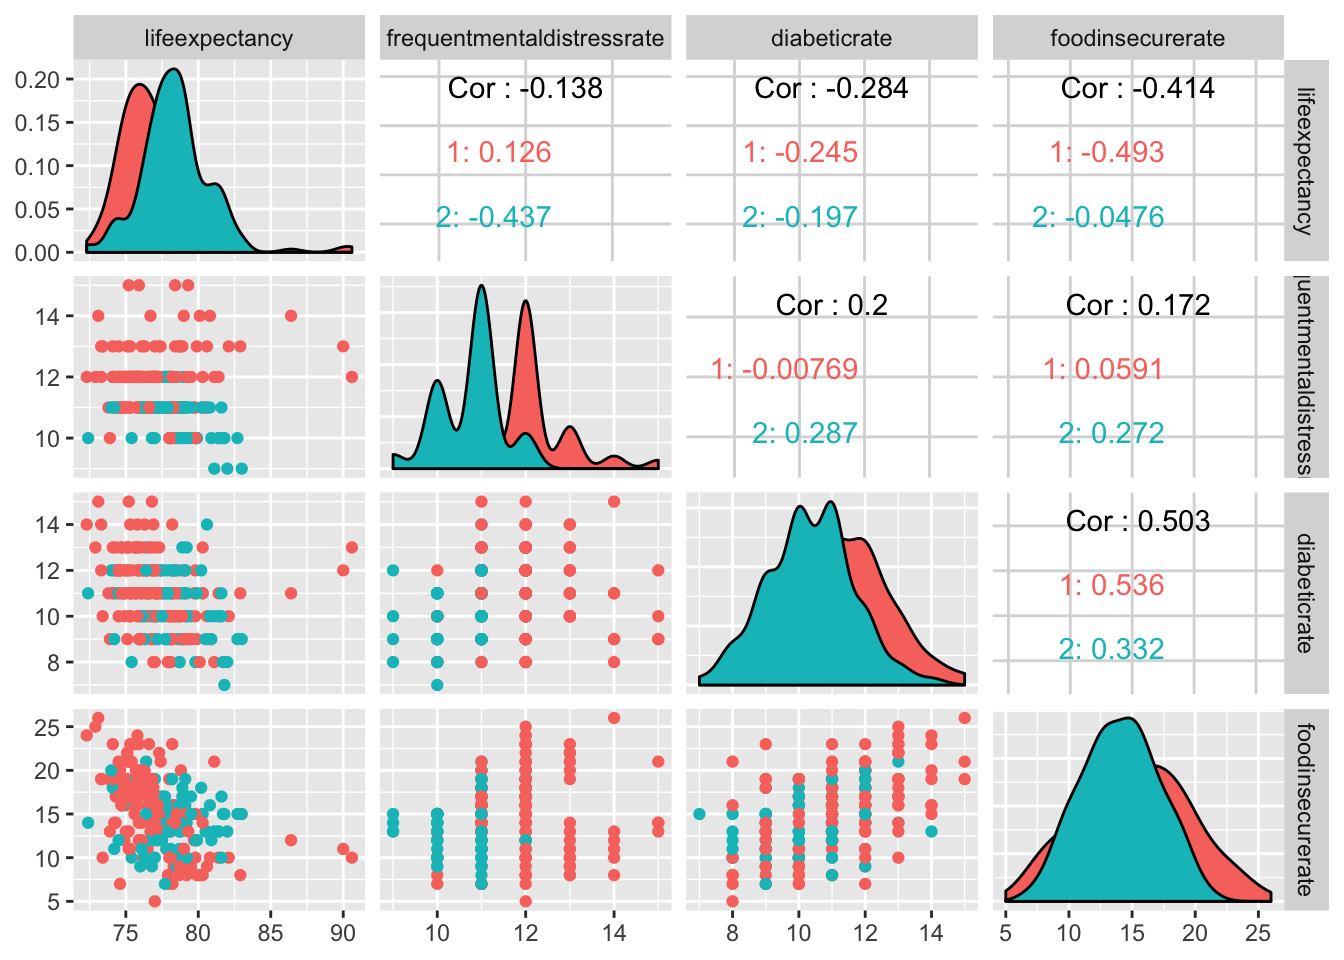 lifeexpectancy
frequentmentaldistressrate
diabeticrate
foodinsecurerate
0.20
0.15
0.10
0.05
0.00
Cor : -0.138
1: 0.126
2: -0.437
Cor : -0.284
1: -0.245
2: -0.197
Cor : -0.414
1: -0.493
2: -0.0476
lifeexpectancy
14
12
10
Cor : 0.2
1: -0.00769
2: 0.287
Cor : 0.172
1: 0.0591
2: 0.272
uentmentaldistress
14
12
10
8
Cor : 0.503
1: 0.536
2: 0.332
diabeticrate
25
20
15
10
5
foodinsecurerate
75 80 85 90
10 12 14
8 10 12 14
5 10 15 20 25